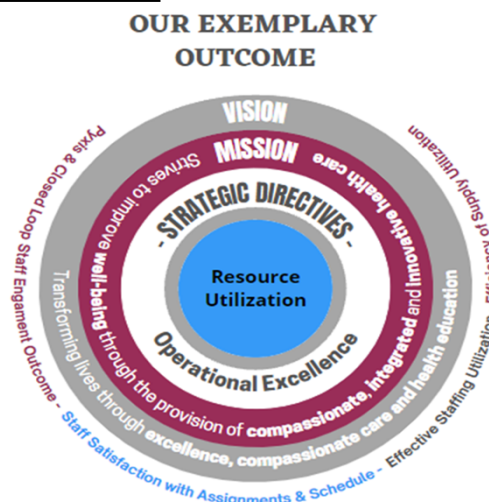 OUR EXEMPLARY
OUTCOME
VISION
Transforming lives through excellence, compassionate care and health education
MISSION
Strives to improve well-being through the provision of compassionate, integrated and innovative health care
- STRATEGIC DIRECTIVES -
Operational Excellence
Resource
Utilization
Pyxis & Closed Loop Staff Engament Outcome - Staff Satisfaction with Assignments & Schedule - Effective Staffing Utilization - Efficiency of Supply Utilization